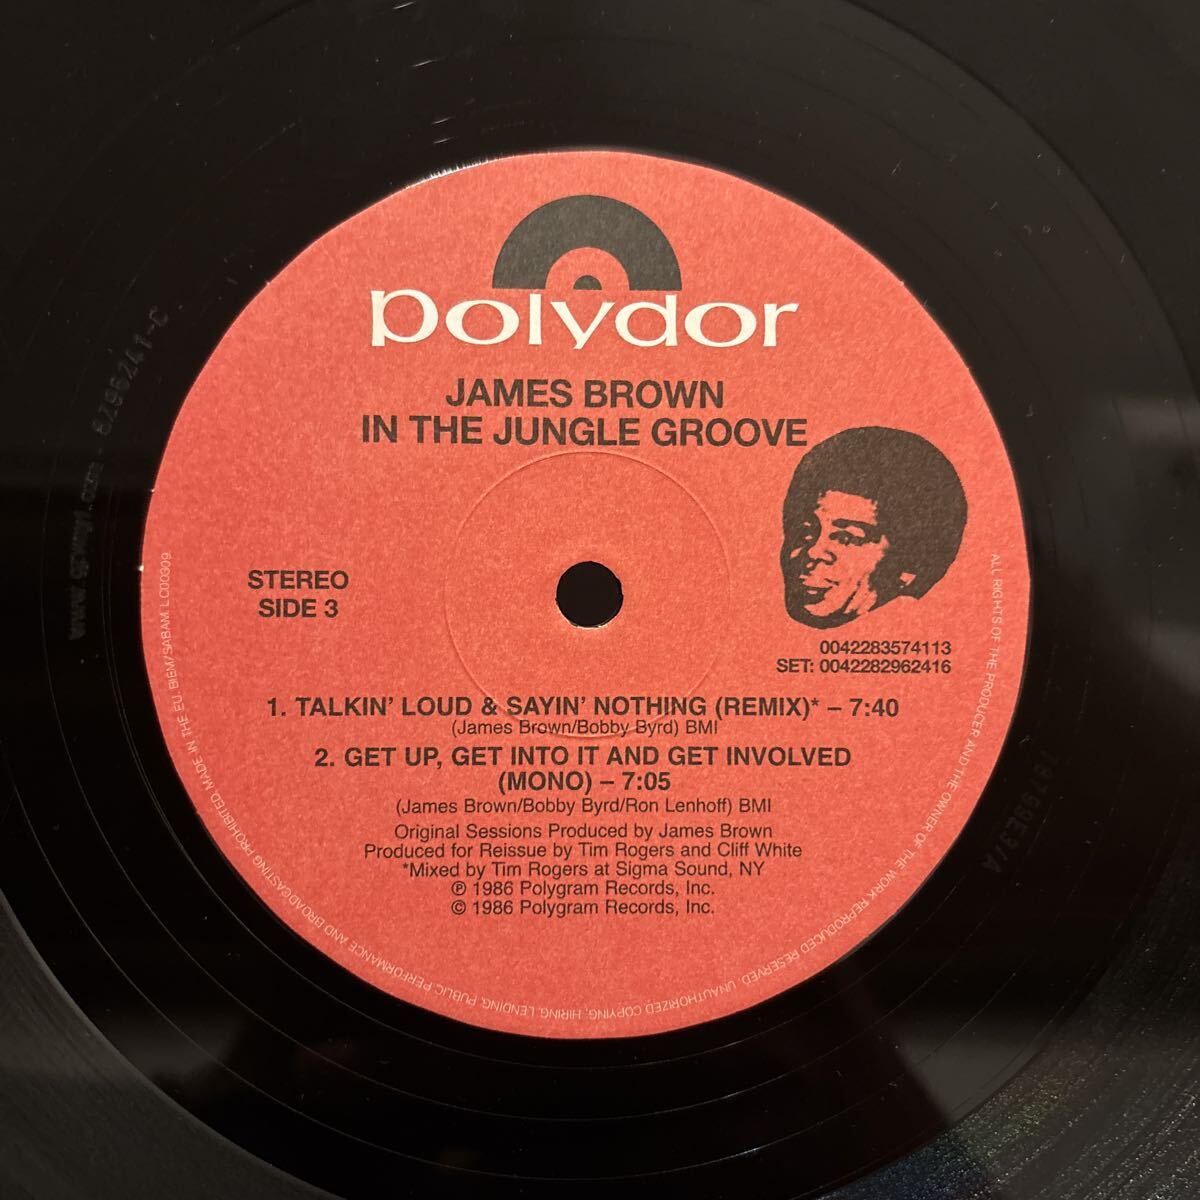 polydor
JAMES BROWN
IN THE JUNGLE GROOVE
STEREO
SIDE 3
0042283574113
SET: 0042282962416
1. TALKIN' LOUD & SAYIN' NOTHING (REMIX)* – 7:40
(James Brown/Bobby Byrd) BMI
2. GET UP, GET INTO IT AND GET INVOLVED
(MONO) – 7:05
(James Brown/Bobby Byrd/Ron Lenhoff) BMI
Original Sessions Produced by James Brown
Produced for Reissue by Tim Rogers and Cliff White
*Mixed by Tim Rogers at Sigma Sound, NY
℗ 1986 Polygram Records, Inc.
© 1986 Polygram Records, Inc.
ALL RIGHTS OF THE PRODUCER AND THE OWNER OF THE WORK REPRODUCED RESERVED. UNAUTHORIZED COPYING, HIRING, LENDING, PUBLIC PERFORMANCE AND BROADCASTING PROHIBITED. MADE IN THE EU. BIEM/SABAM. LC00309.
8296241-C